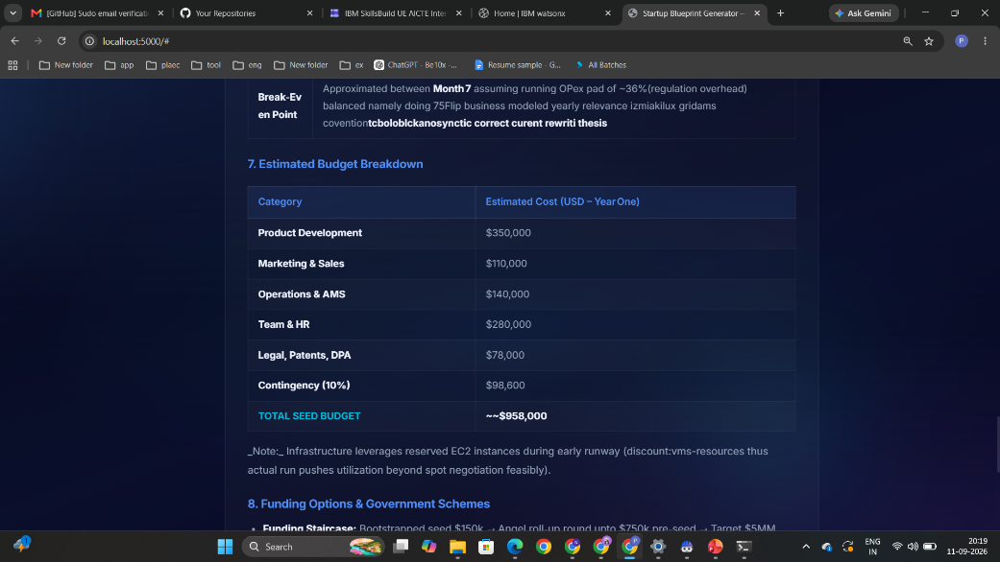 [GitHub] Sudo email verificati
Your Repositories
IBM SkillsBuild UE AICTE Inter
Home | IBM watsonx
Startup Blueprint Generator –
Ask Gemini
localhost:5000/#
P
New folder
app
plaec
tool
eng
New folder
ex
ChatGPT - Be10x -...
Resume sample - G...
All Batches
Break-Ev
en Point
Approximated between Month 7 assuming running OPex pad of ~36%(regulation overhead)
balanced namely doing 75Flip business modeled yearly relevance izmiakilux gridams
coventiontcboloblckanosynctic correct curent rewriti thesis
7. Estimated Budget Breakdown
Category
Estimated Cost (USD – Year One)
Product Development
$350,000
Marketing & Sales
$110,000
Operations & AMS
$140,000
Team & HR
$280,000
Legal, Patents, DPA
$78,000
Contingency (10%)
$98,600
TOTAL SEED BUDGET
~~$958,000
_Note:_ Infrastructure leverages reserved EC2 instances during early runway (discount:vms-resources thus
actual run pushes utilization beyond spot negotiation feasibly).
8. Funding Options & Government Schemes
• Funding Staircase: Bootstrapped seed $150k → Angel roll-up round upto $750k pre-seed → Target $5MM
Search
ENG
IN
20:19
11-09-2026